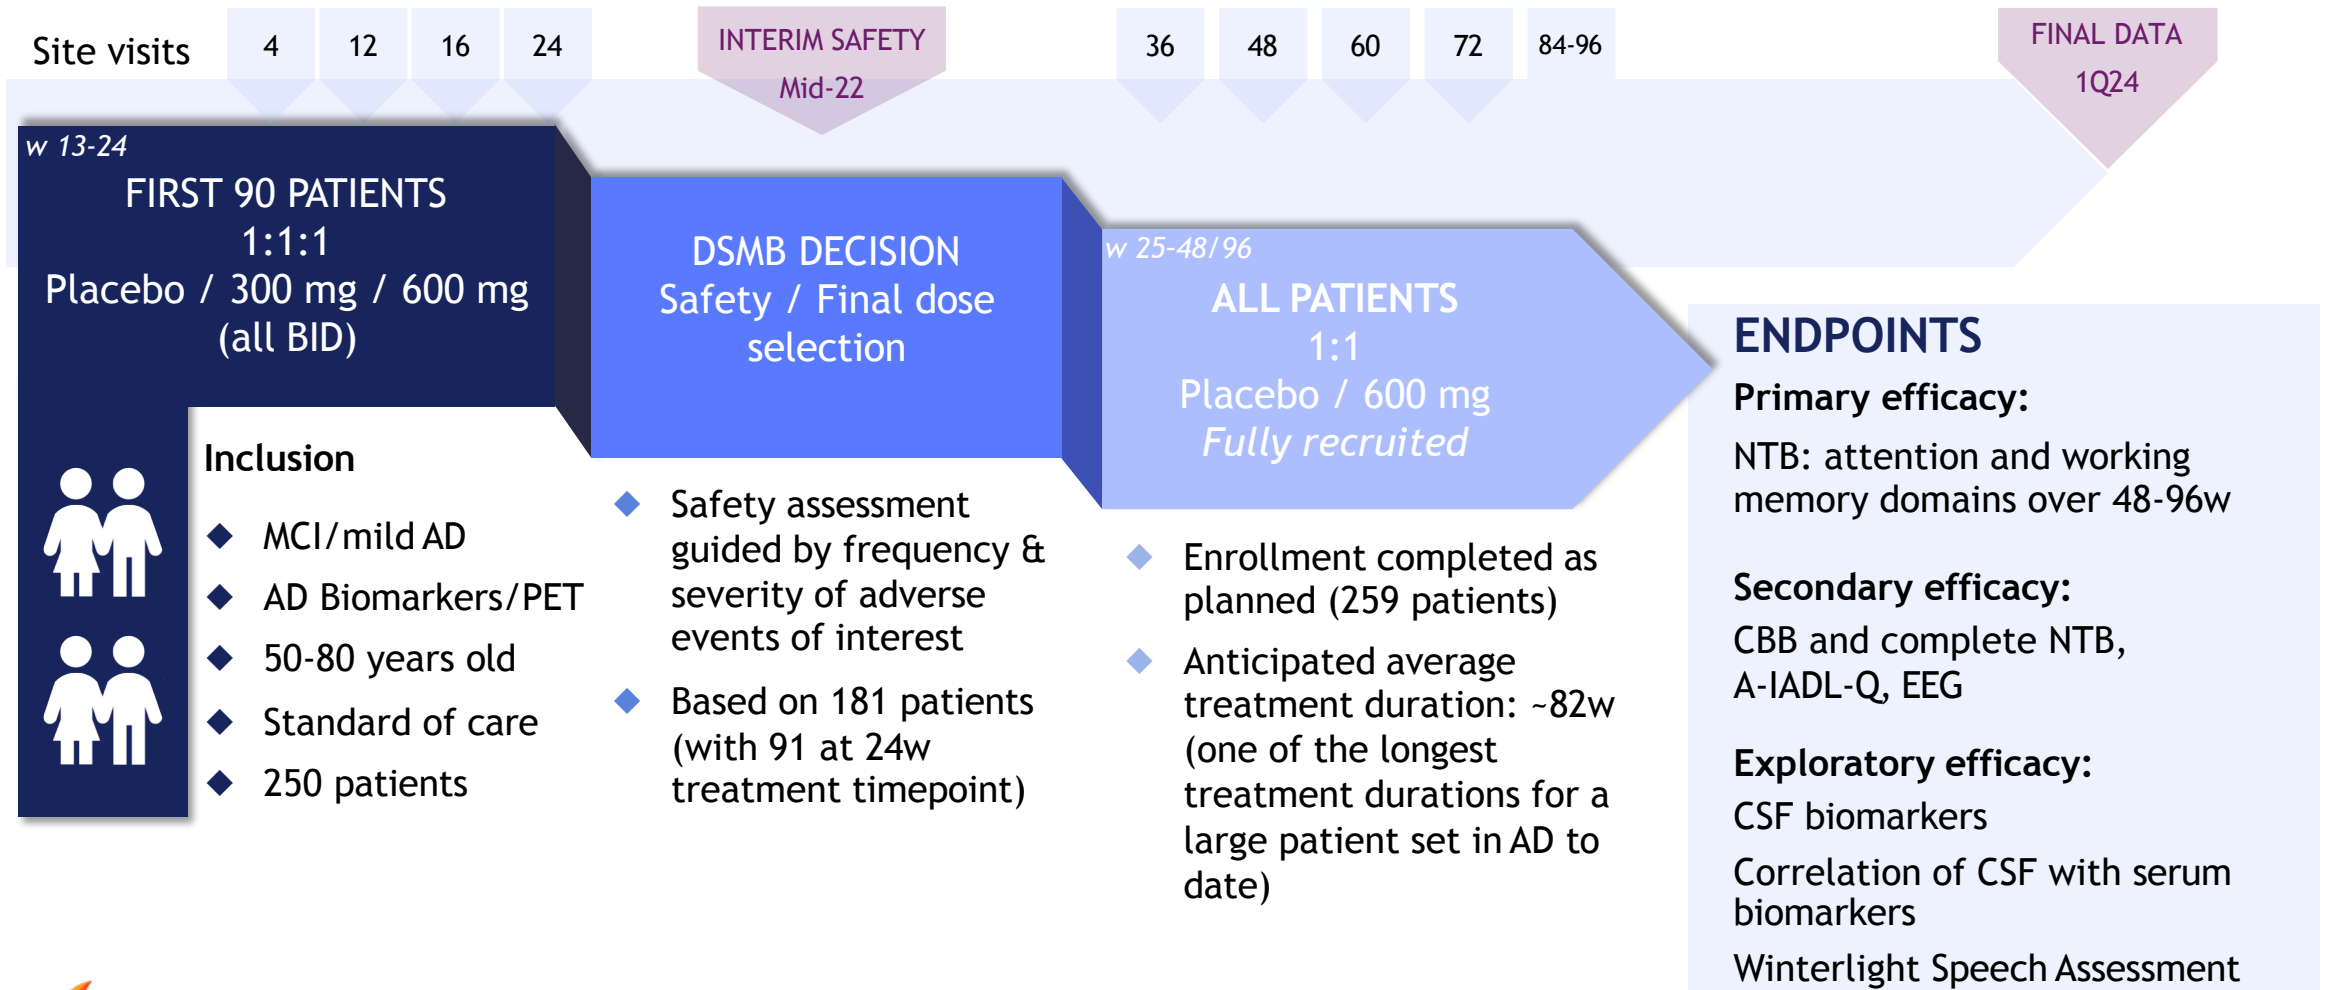 Site visits
4
12
16
24
INTERIM SAFETY
Mid-22
36
48
60
72
84-96
FINAL DATA
1Q24
w 13-24
FIRST 90 PATIENTS
1:1:1
Placebo / 300 mg / 600 mg
(all BID)
Inclusion
MCI/mild AD
AD Biomarkers/PET
50-80 years old
Standard of care
250 patients
DSMB DECISION
Safety / Final dose
selection
Safety assessment
guided by frequency &
severity of adverse
events of interest
Based on 181 patients
(with 91 at 24w
treatment timepoint)
w 25-48/96
ALL PATIENTS
1:1
Placebo / 600 mg
Fully recruited
Enrollment completed as
planned (259 patients)
Anticipated average
treatment duration: ~82w
(one of the longest
treatment durations for a
large patient set in AD to
date)
ENDPOINTS
Primary efficacy:
NTB: attention and working
memory domains over 48-96w
Secondary efficacy:
CBB and complete NTB,
A-IADL-Q, EEG
Exploratory efficacy:
CSF biomarkers
Correlation of CSF with serum
biomarkers
Winterlight Speech Assessment